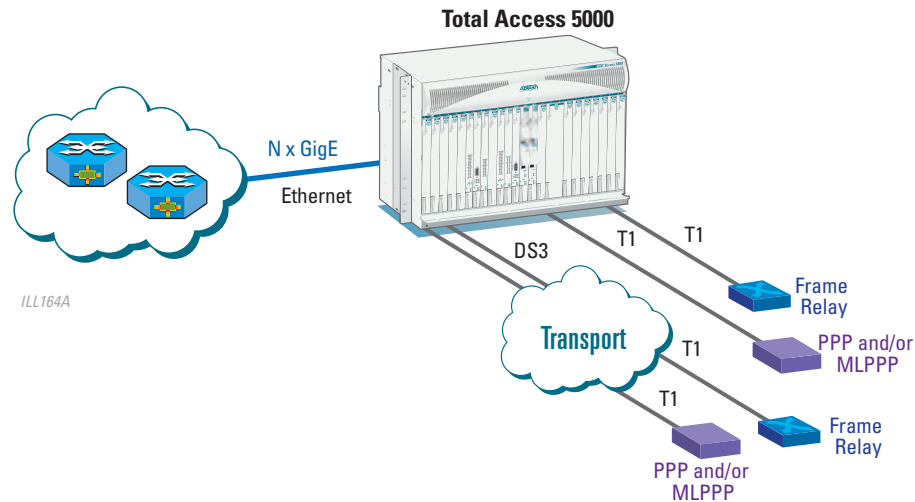 Total Access 5000
ADTRAN
N x GigE
Ethernet
DS3
T1
T1
ILL164A
Frame
Relay
Transport
PPP and/or
MLPPP
T1
T1
Frame
Relay
PPP and/or
MLPPP